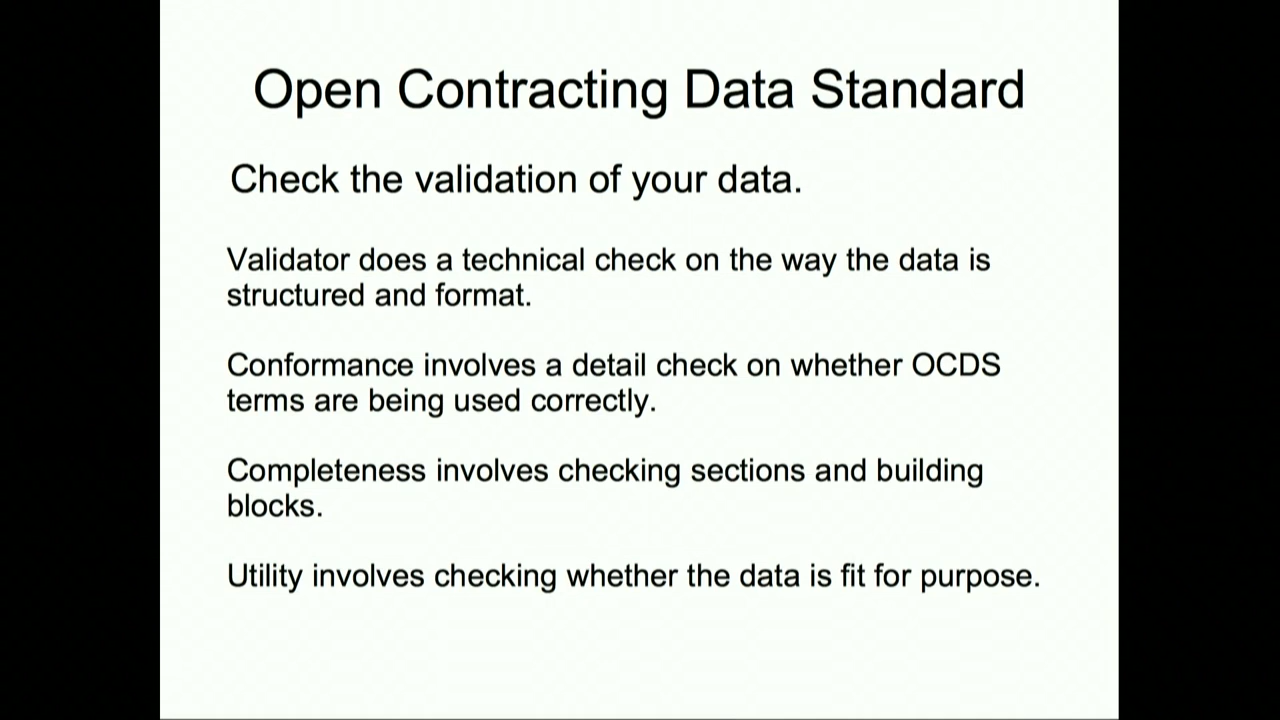 Open Contracting Data Standard
Check the validation of your data.
Validator does a technical check on the way the data is
structured and format.
Conformance involves a detail check on whether OCDS
terms are being used correctly.
Completeness involves checking sections and building
blocks.
Utility involves checking whether the data is fit for purpose.